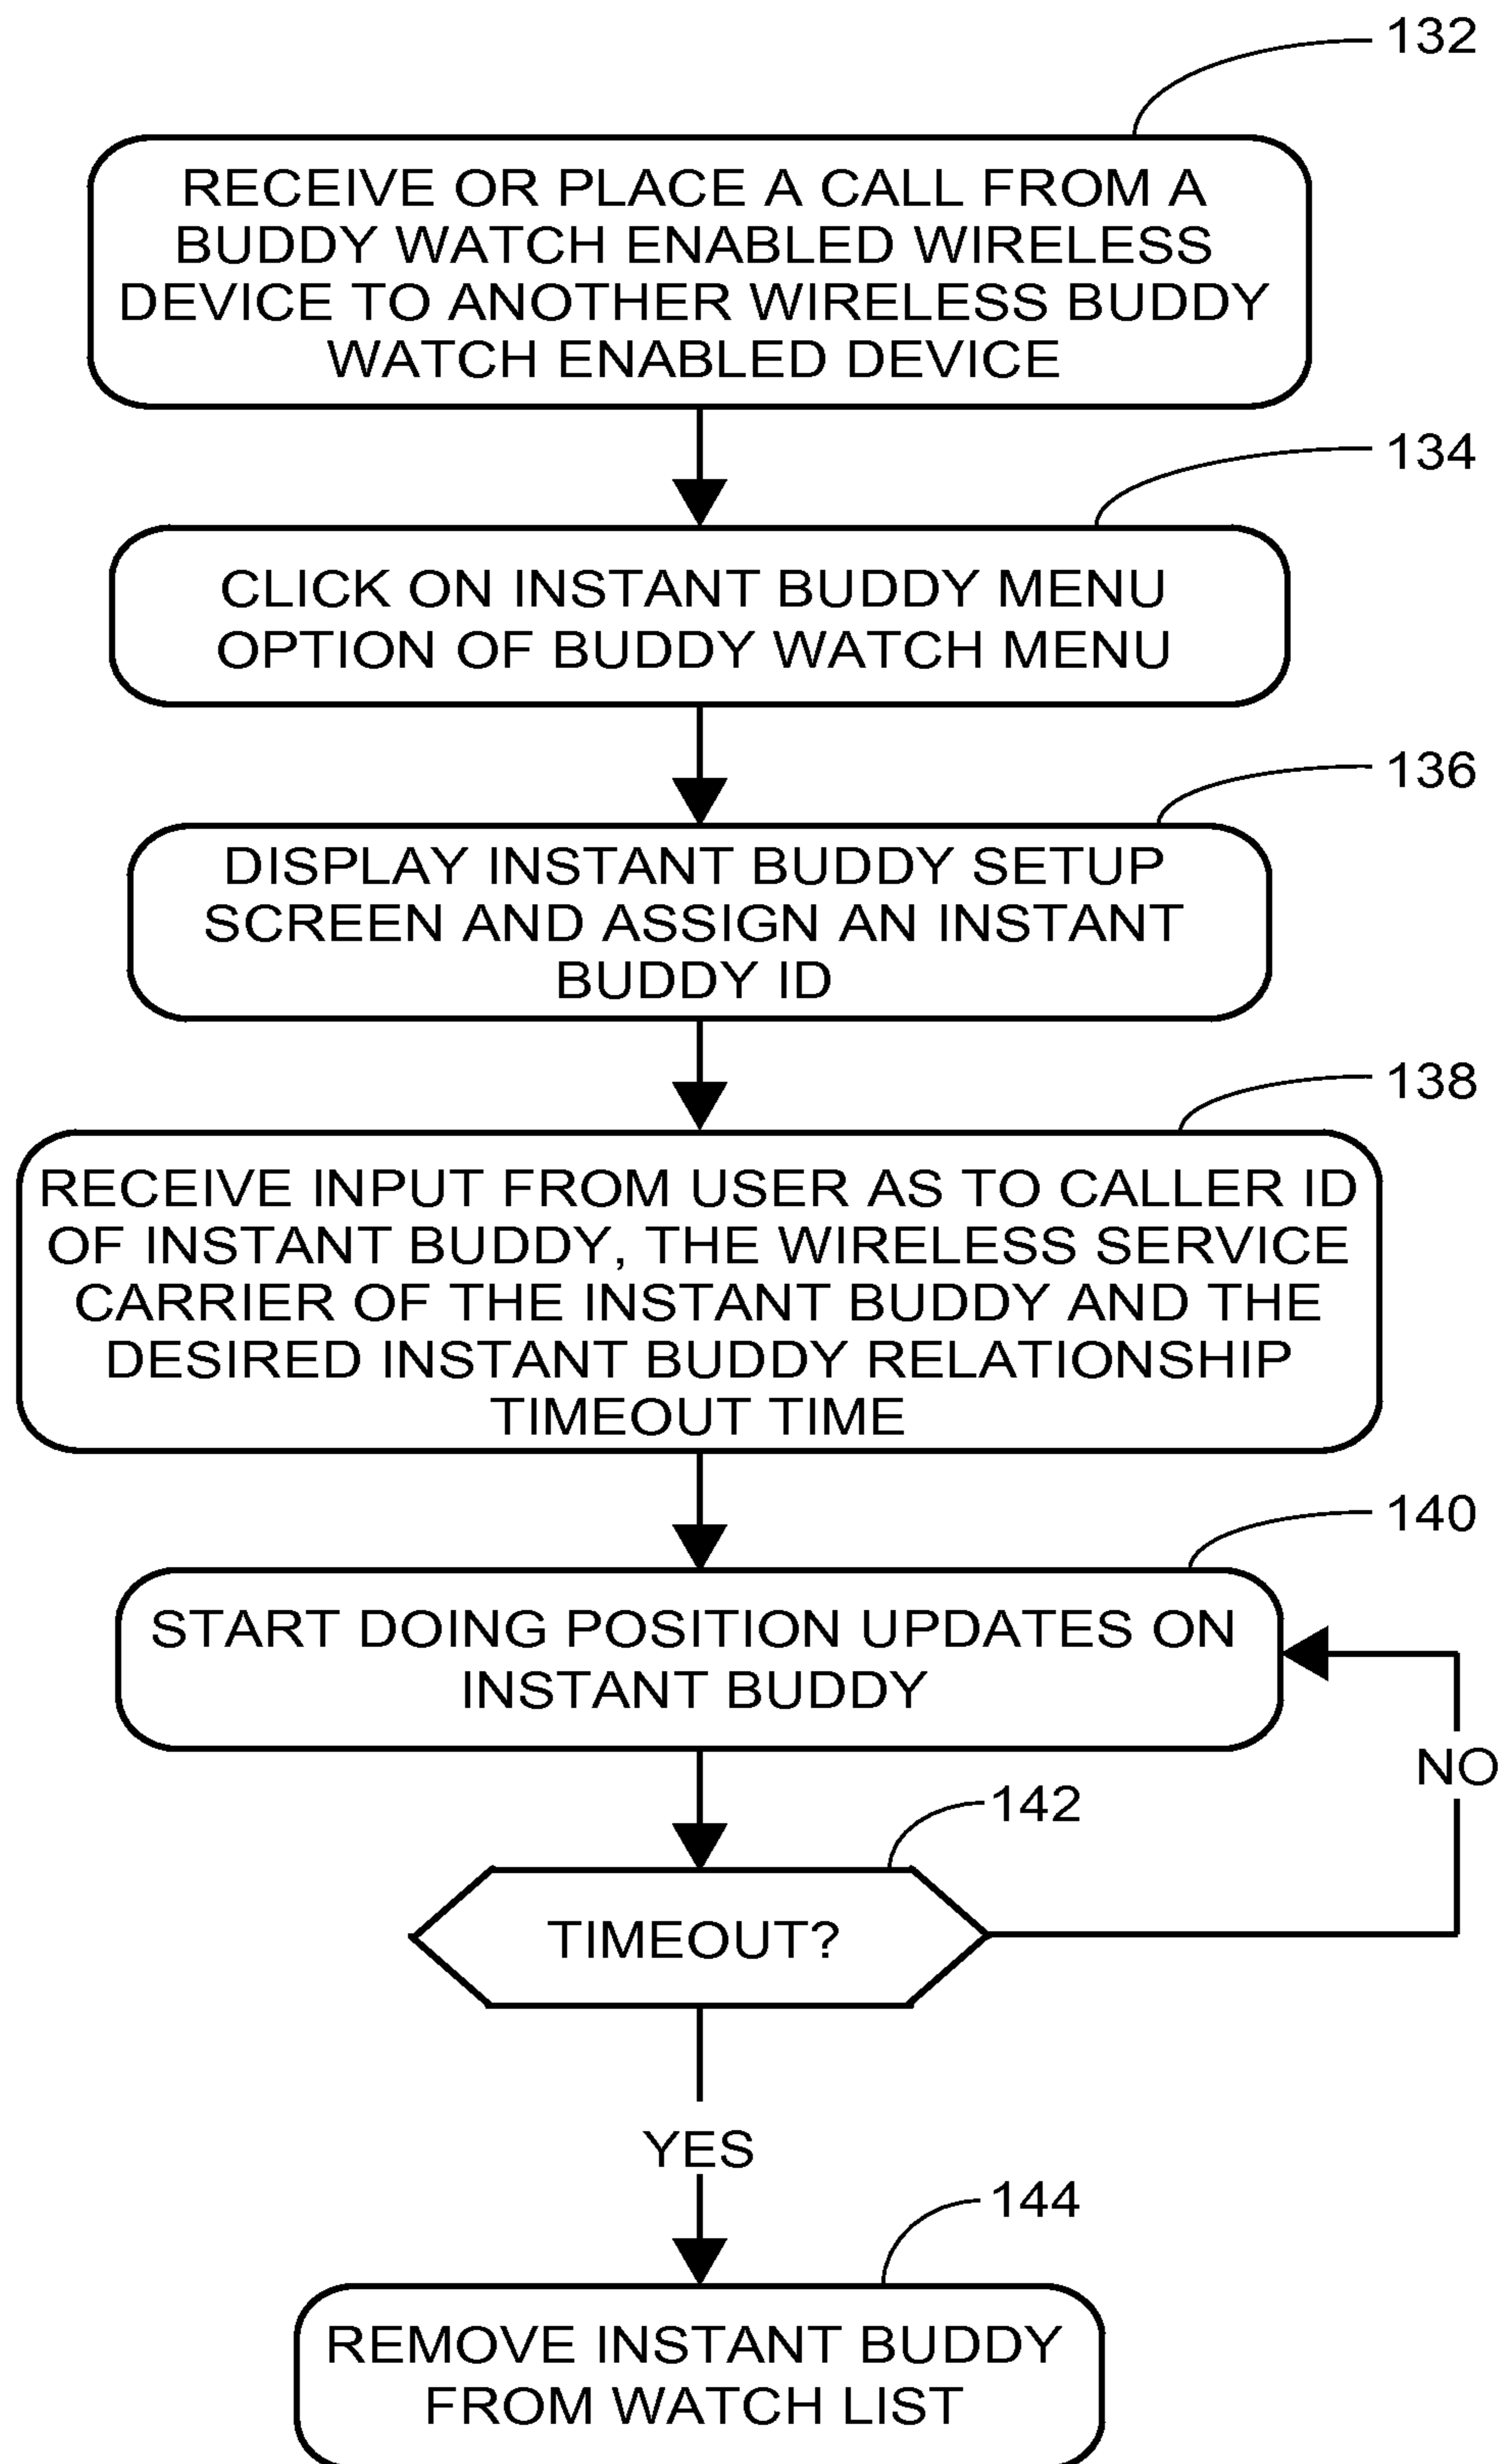 132
RECEIVE OR PLACE A CALL FROM A
BUDDY WATCH ENABLED WIRELESS
DEVICE TO ANOTHER WIRELESS BUDDY
WATCH ENABLED DEVICE
134
CLICK ON INSTANT BUDDY MENU
OPTION OF BUDDY WATCH MENU
136
DISPLAY INSTANT BUDDY SETUP
SCREEN AND ASSIGN AN INSTANT
BUDDY ID
138
RECEIVE INPUT FROM USER AS TO CALLER ID
OF INSTANT BUDDY, THE WIRELESS SERVICE
CARRIER OF THE INSTANT BUDDY AND THE
DESIRED INSTANT BUDDY RELATIONSHIP
TIMEOUT TIME
140
START DOING POSITION UPDATES ON
INSTANT BUDDY
NO
142
TIMEOUT?
YES
144
REMOVE INSTANT BUDDY
FROM WATCH LIST